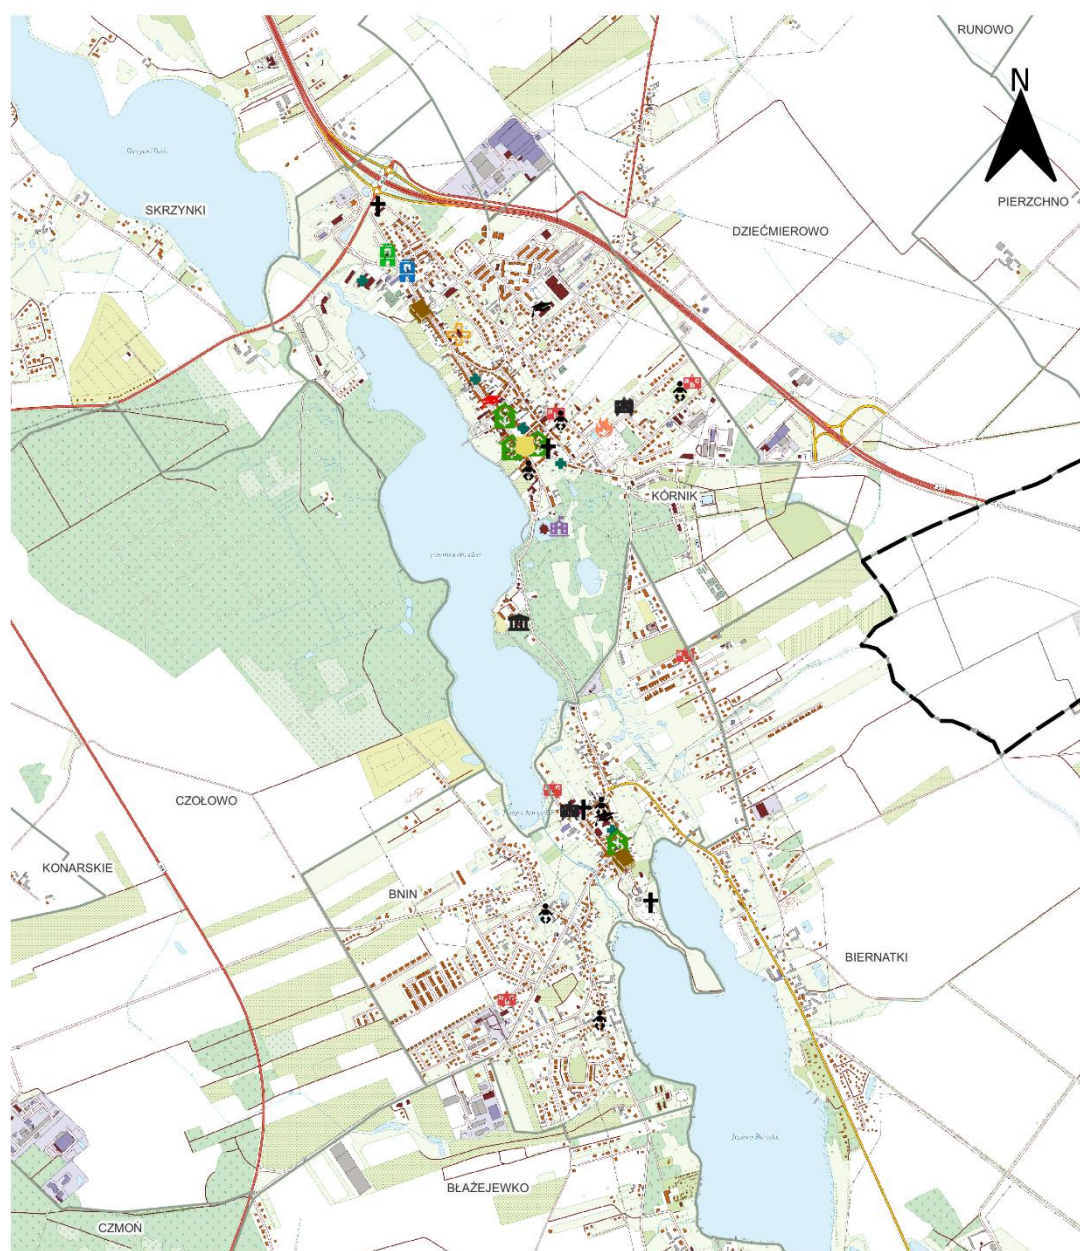 RUNOWO
N
SKRZYNKI
PIERZCHNO
DZIEĆMIEROWO
KÓRNIK
CZOŁOWO
KONARSKIE
BNIN
BIERNATKI
BŁAŻEJEWKO
CZMOŃ